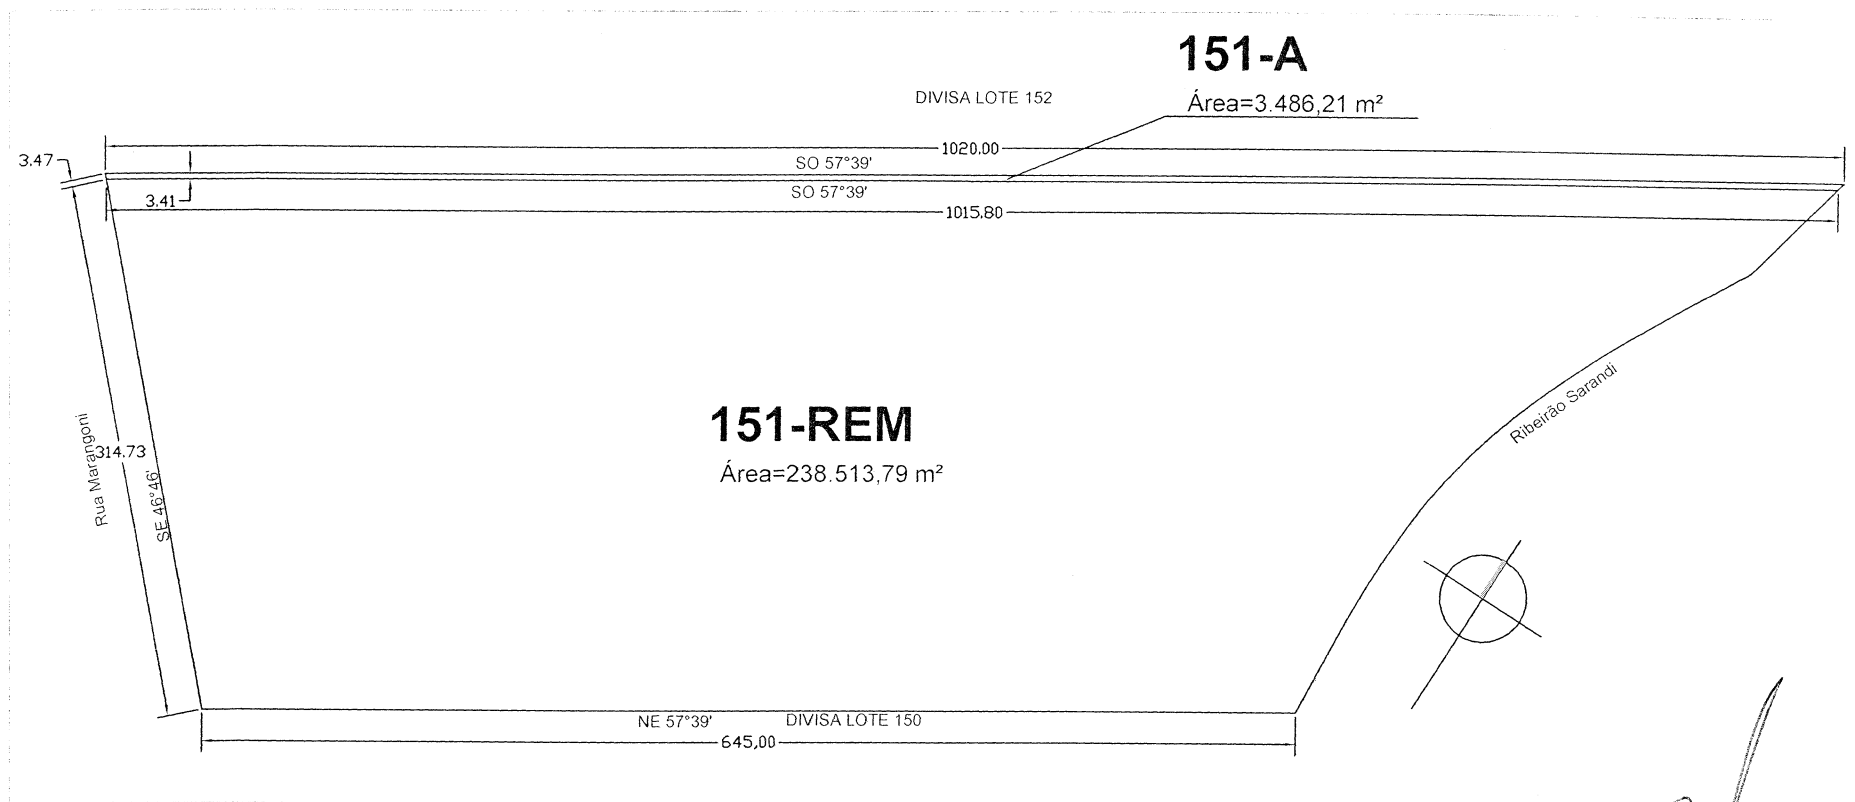 151-A
DIVISA LOTE 152
Área=3.486,21 m²
1020.00
3.47
SO 57°39'
SO 57°39'
3.41
1015,80
151-REM
Área=238.513,79 m²
Ribeirão Sarandi
Rua Marangoni
314.73
SE 46°46'
NE 57°39'
DIVISA LOTE 150
645,00